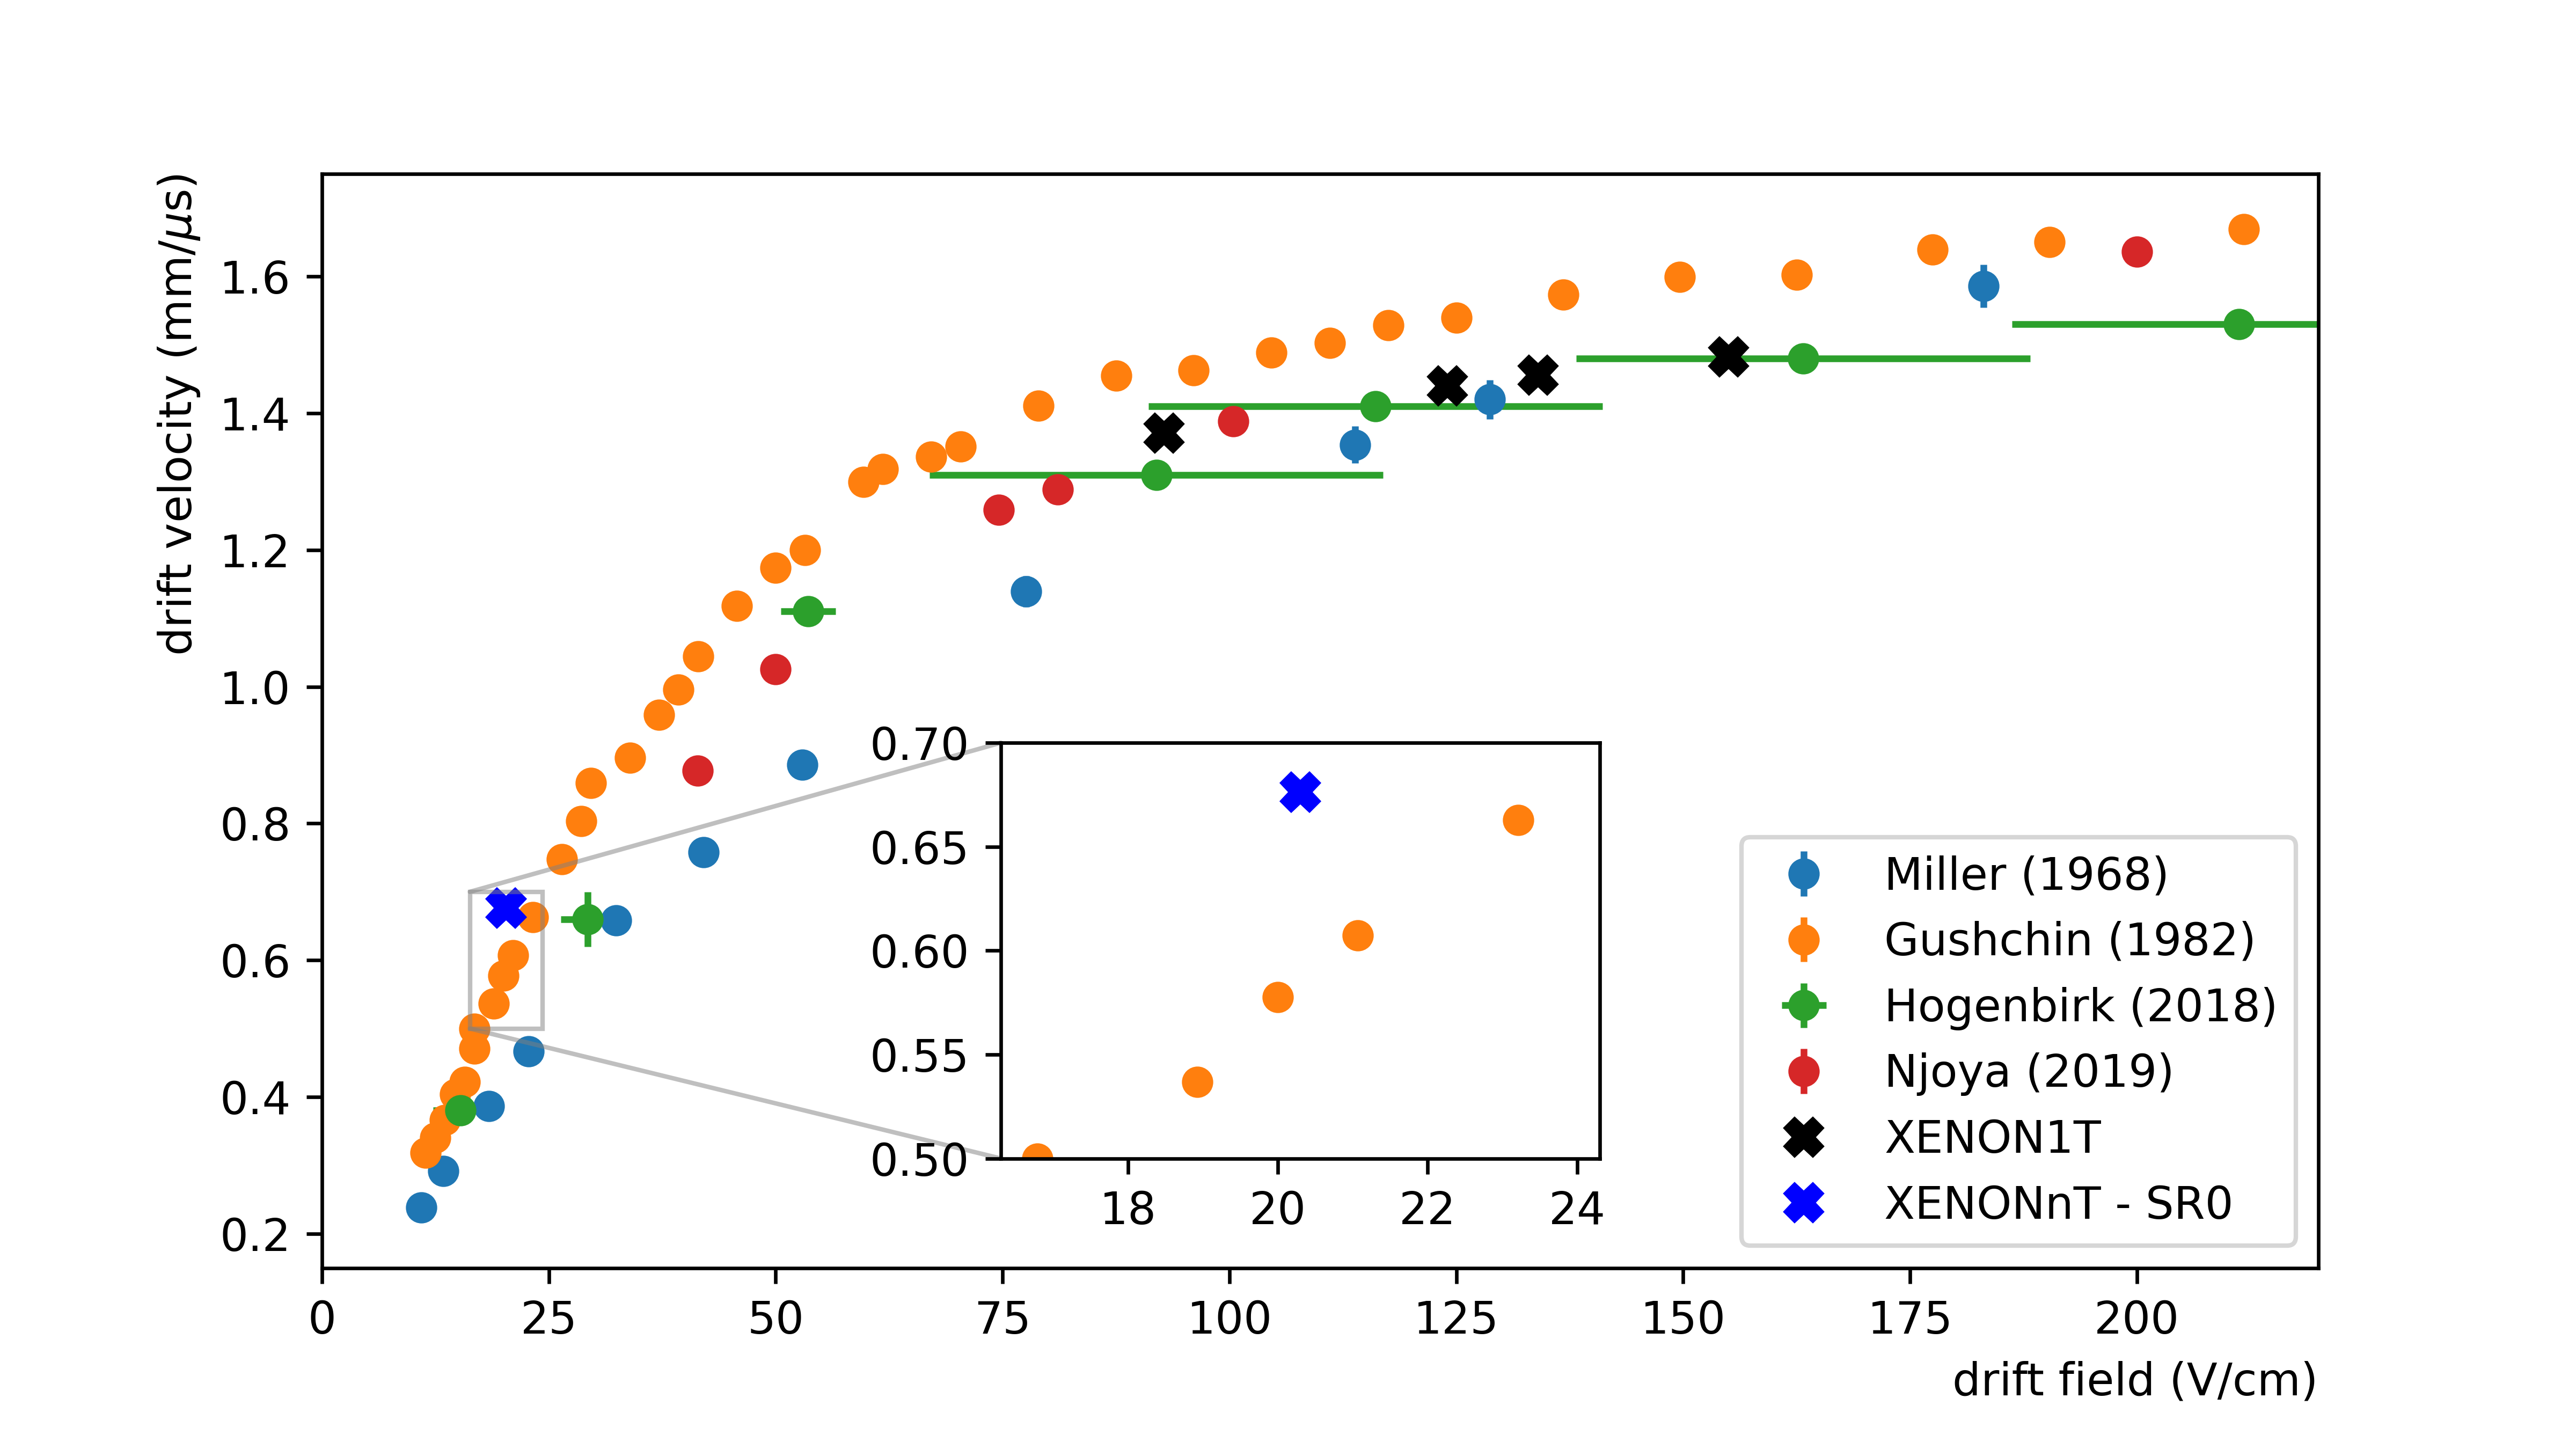 drift velocity (mm/μs)
1.6
1.4
1.2
1.0
0.8
0.6
0.4
0.2
0.70
0.65
0.60
0.55
0.50
18 20 22 24
Miller (1968)
Gushchin (1982)
Hogenbirk (2018)
Njoya (2019)
XENON1T
XENONnT - SR0
0 25 50 75 100 125 150 175 200
drift field (V/cm)